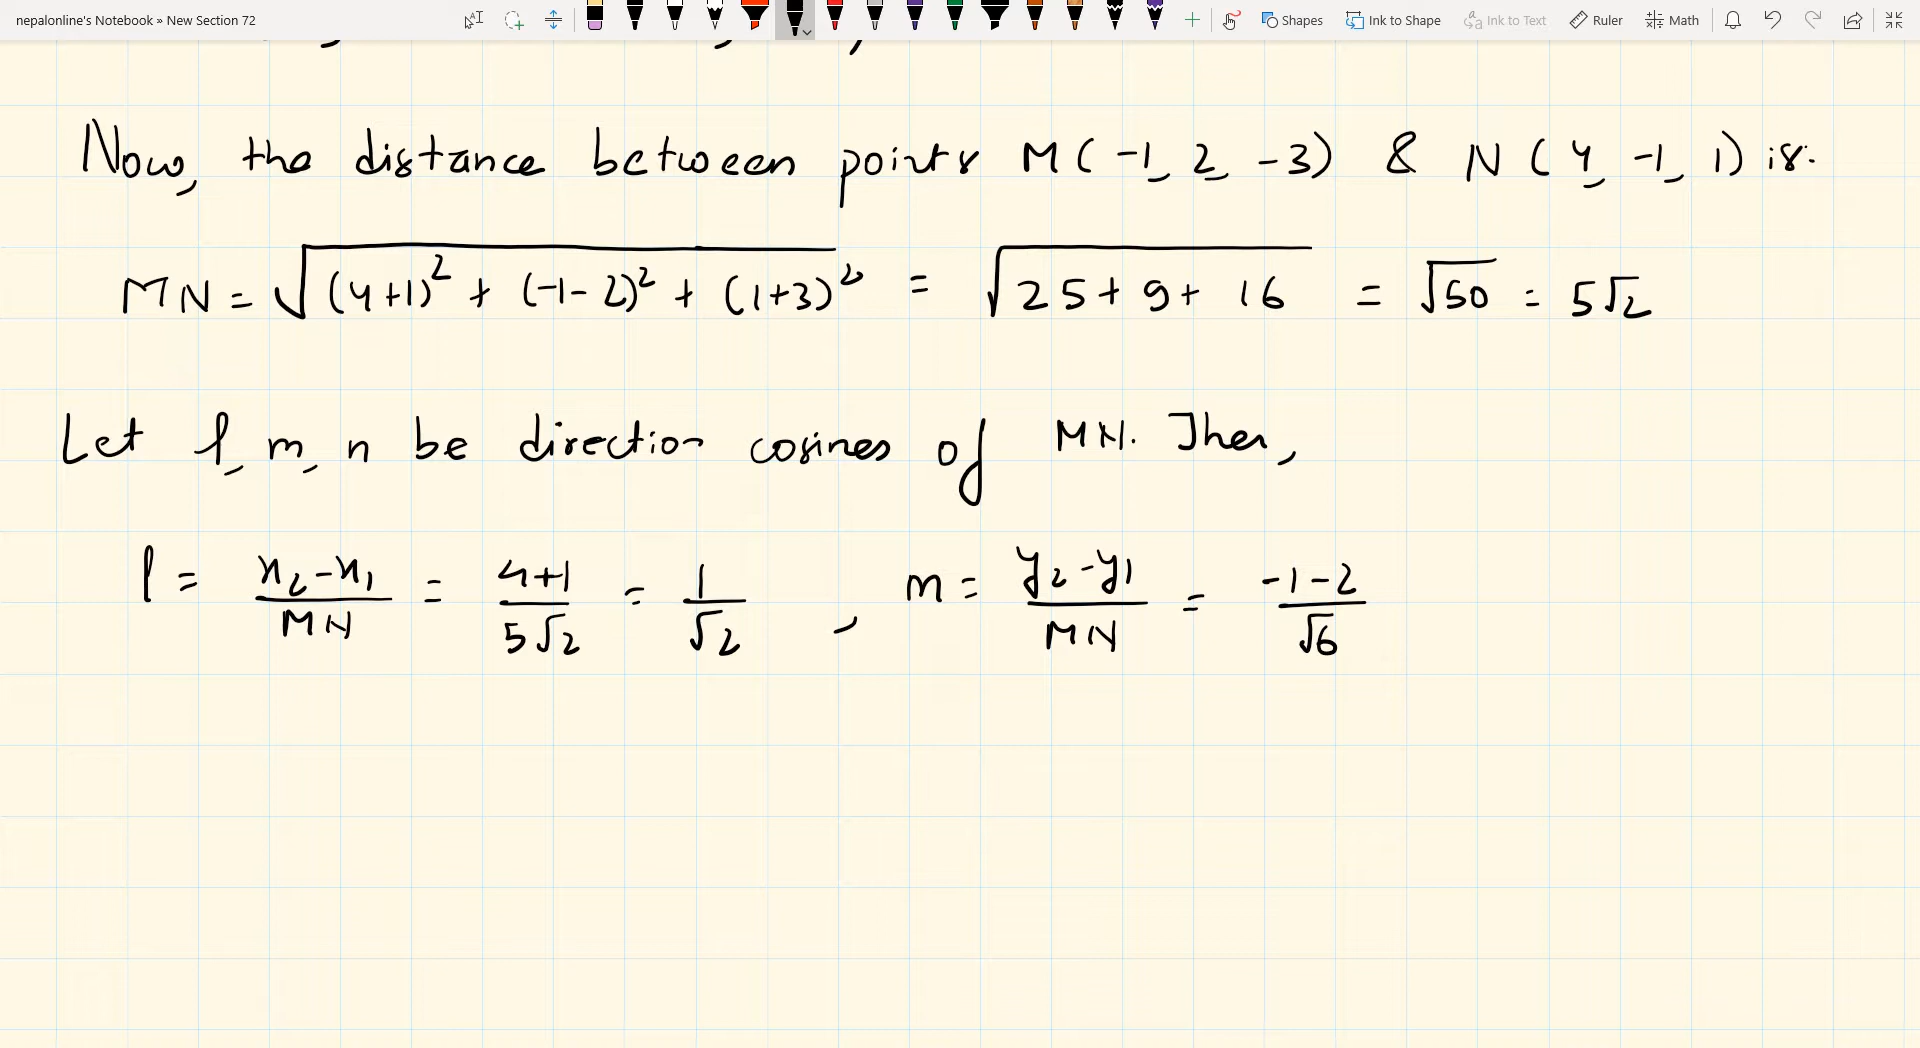 nepalonline's Notebook » New Section 72 Shapes Ink to Shape Ink to Text Ruler Math
Now, the distance between points M(-1, 2, -3) & N(4, -1, 1) is:
MN = √((4+1)² + (-1-2)² + (1+3)²) = √(25+9+16) = √50 = 5√2
Let l, m, n be direction cosines of MN. Then,
l = (x₂-x₁)/MN = (4+1)/(5√2) = 1/√2 , m = (y₂-y₁)/MN = (-1-2)/√6